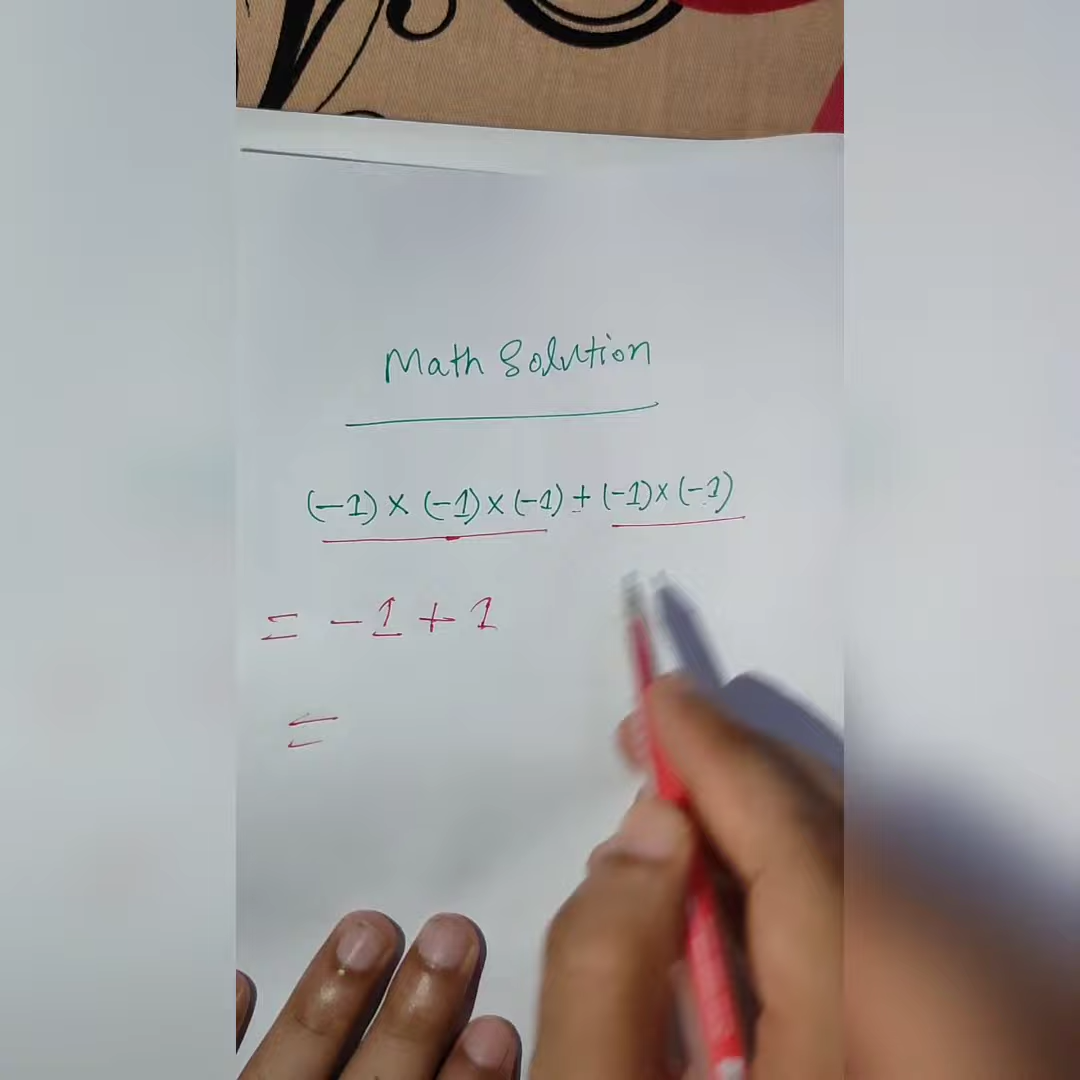 Math Solution
(-1) × (-1) × (-1) + (-1) × (-1)
= -1 + 1
=